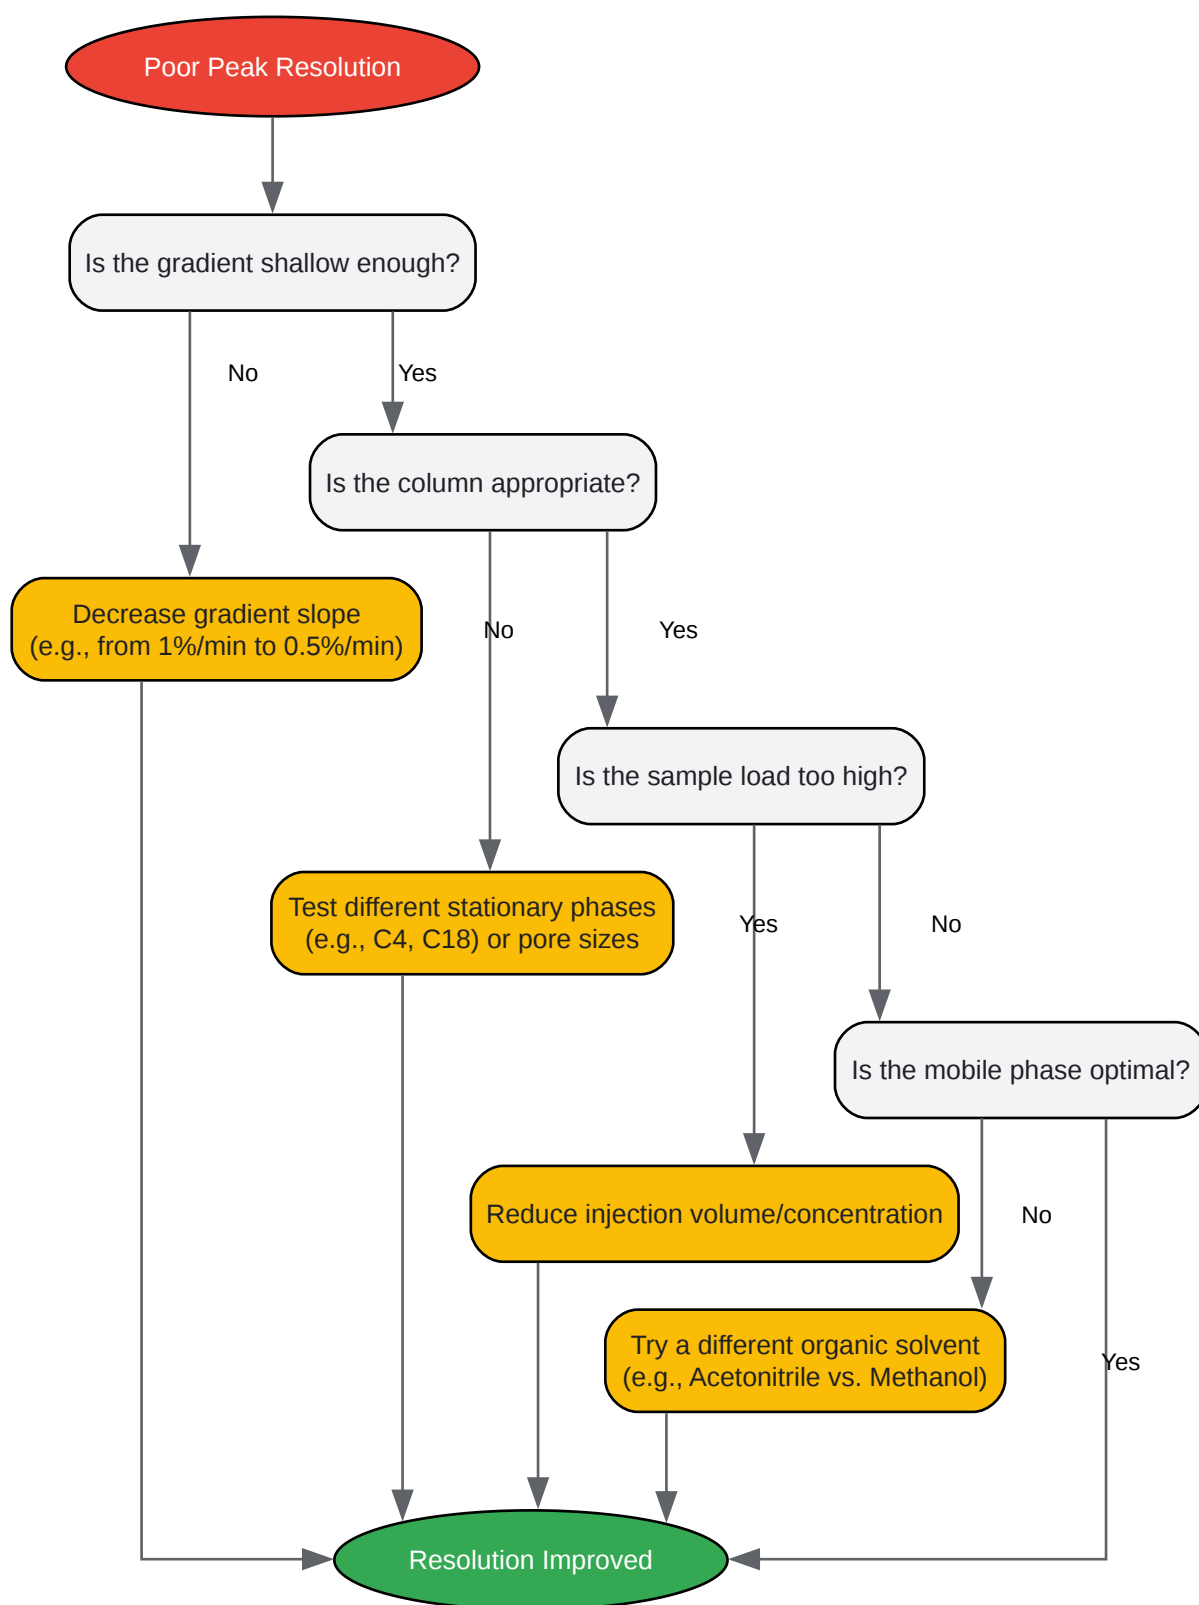 Poor Peak Resolution
Is the gradient shallow enough?
No
Yes
Is the column appropriate?
Decrease gradient slope
(e.g., from 1%/min to 0.5%/min)
No
Yes
Is the sample load too high?
Test different stationary phases
(e.g., C4, C18) or pore sizes
Yes
No
Is the mobile phase optimal?
Reduce injection volume/concentration
No
Try a different organic solvent
(e.g., Acetonitrile vs. Methanol)
Yes
Resolution Improved